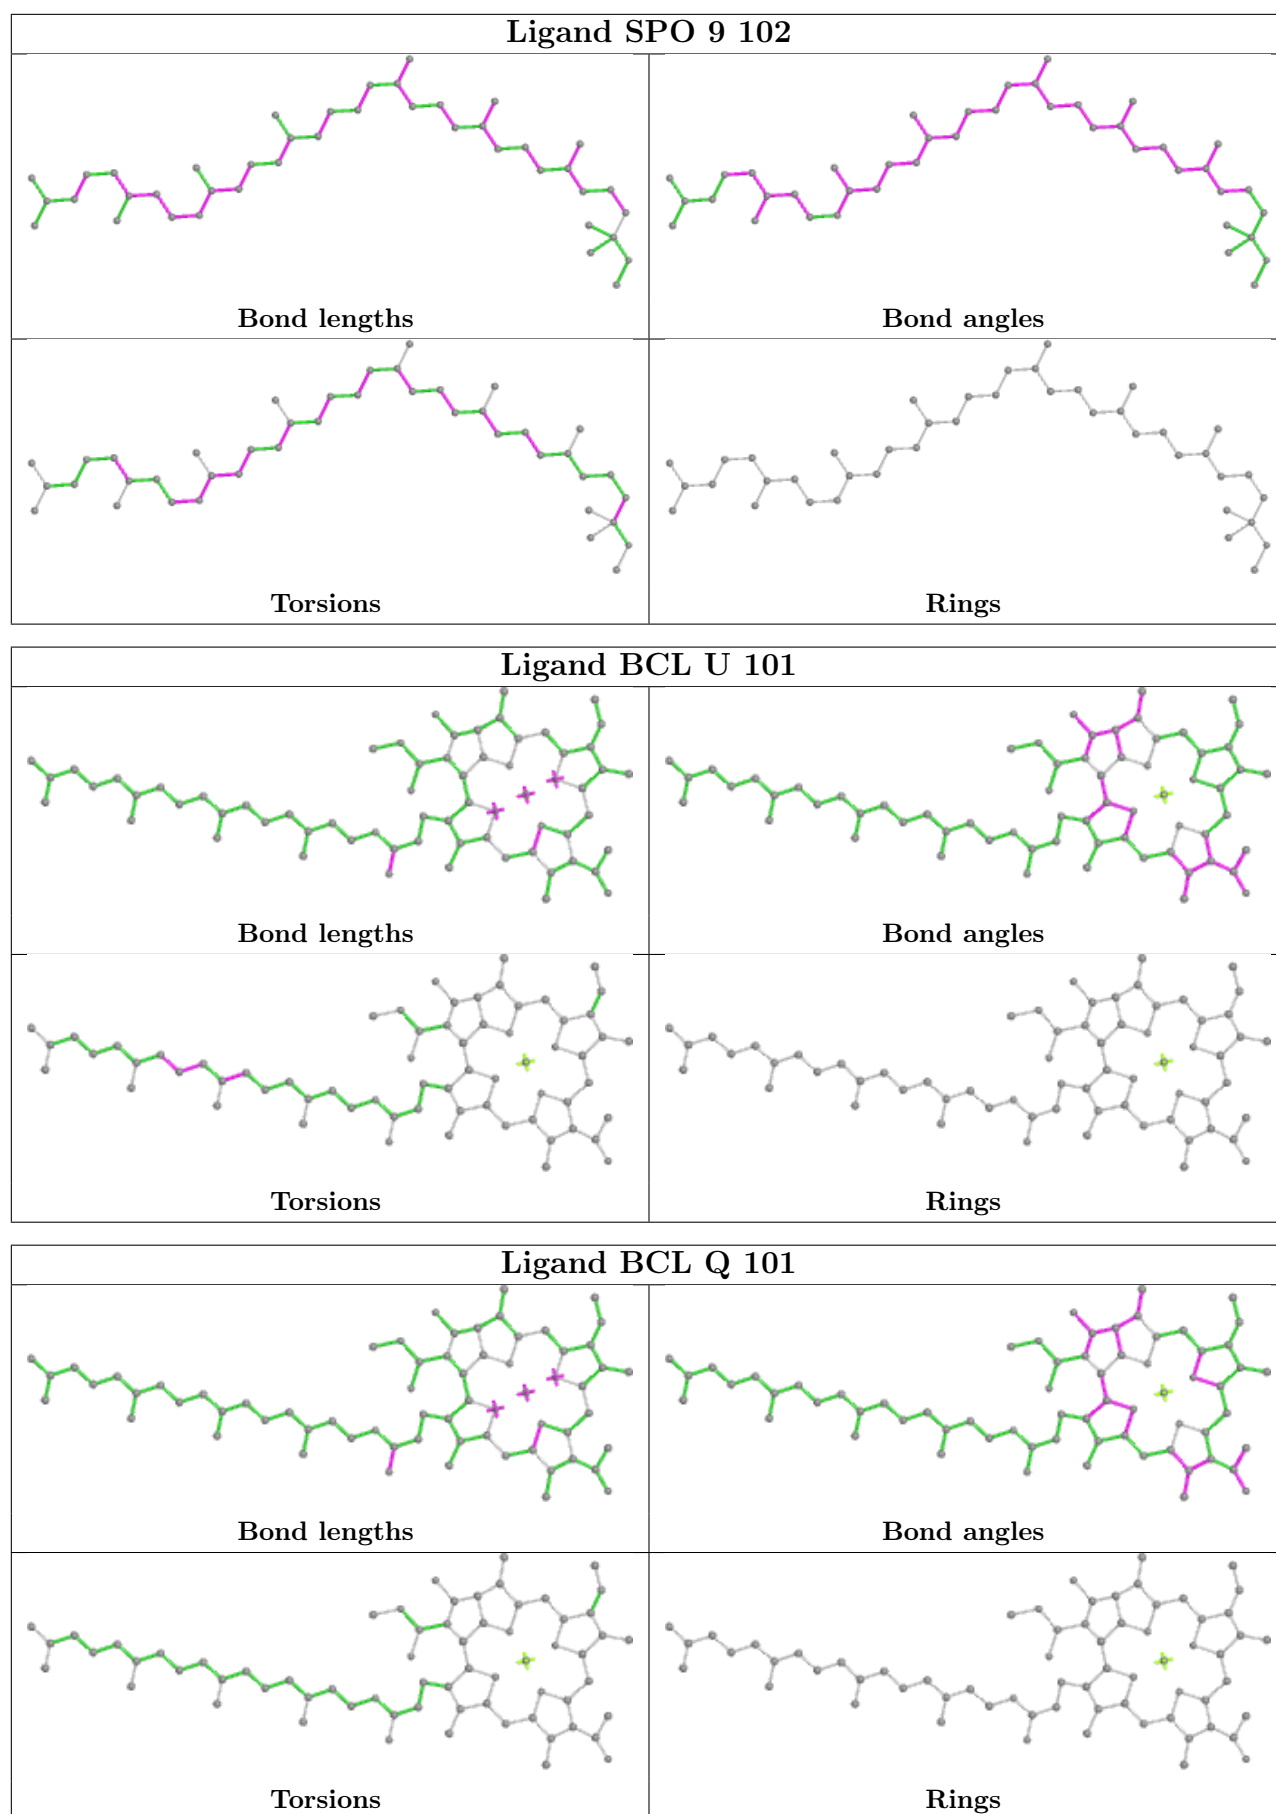 Ligand SPO 9 102
Bond lengths
Bond angles
Torsions
Rings
Ligand BCL U 101
Bond lengths
Bond angles
Torsions
Rings
Ligand BCL Q 101
Bond lengths
Bond angles
Torsions
Rings